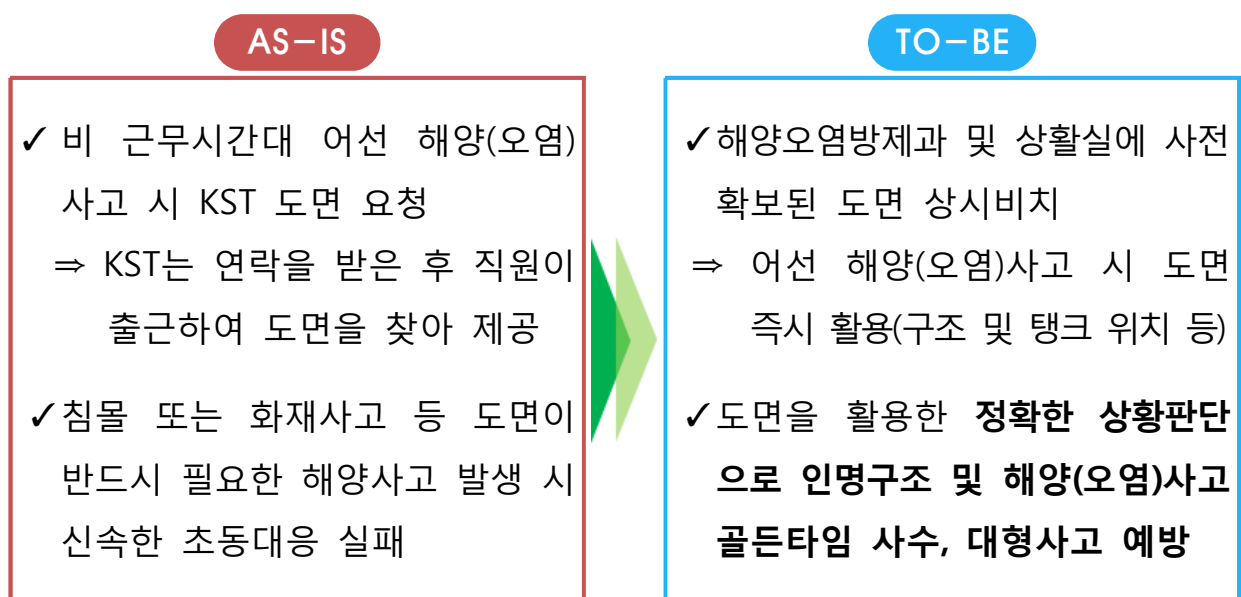 AS-IS
✓ 비 근무시간대 어선 해양(오염)
사고 시 KST 도면 요청
⇒ KST는 연락을 받은 후 직원이
출근하여 도면을 찾아 제공
✓침몰 또는 화재사고 등 도면이
반드시 필요한 해양사고 발생 시
신속한 초동대응 실패
TO-BE
✓해양오염방제과 및 상활실에 사전
확보된 도면 상시비치
⇒ 어선 해양(오염)사고 시 도면
즉시 활용(구조 및 탱크 위치 등)
✓도면을 활용한 정확한 상황판단
으로 인명구조 및 해양(오염)사고
골든타임 사수, 대형사고 예방